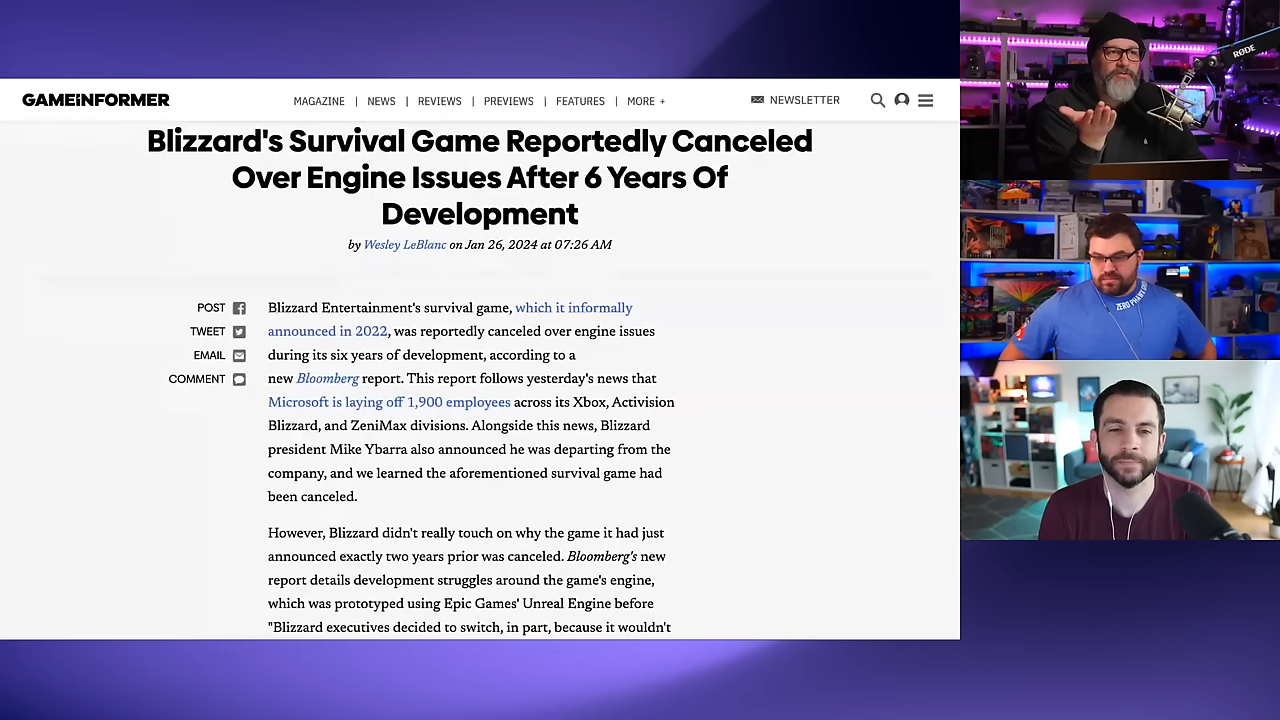 GAMEiNFORMER
MAGAZINE | NEWS | REVIEWS | PREVIEWS | FEATURES | MORE +
NEWSLETTER
Blizzard's Survival Game Reportedly Canceled
Over Engine Issues After 6 Years Of
Development
by Wesley LeBlanc on Jan 26, 2024 at 07:26 AM
POST
TWEET
EMAIL
COMMENT
Blizzard Entertainment's survival game, which it informally
announced in 2022, was reportedly canceled over engine issues
during its six years of development, according to a
new Bloomberg report. This report follows yesterday's news that
Microsoft is laying off 1,900 employees across its Xbox, Activision
Blizzard, and ZeniMax divisions. Alongside this news, Blizzard
president Mike Ybarra also announced he was departing from the
company, and we learned the aforementioned survival game had
been canceled.
However, Blizzard didn't really touch on why the game it had just
announced exactly two years prior was canceled. Bloomberg's new
report details development struggles around the game's engine,
which was prototyped using Epic Games' Unreal Engine before
"Blizzard executives decided to switch, in part, because it wouldn't
RØDE
ZERO